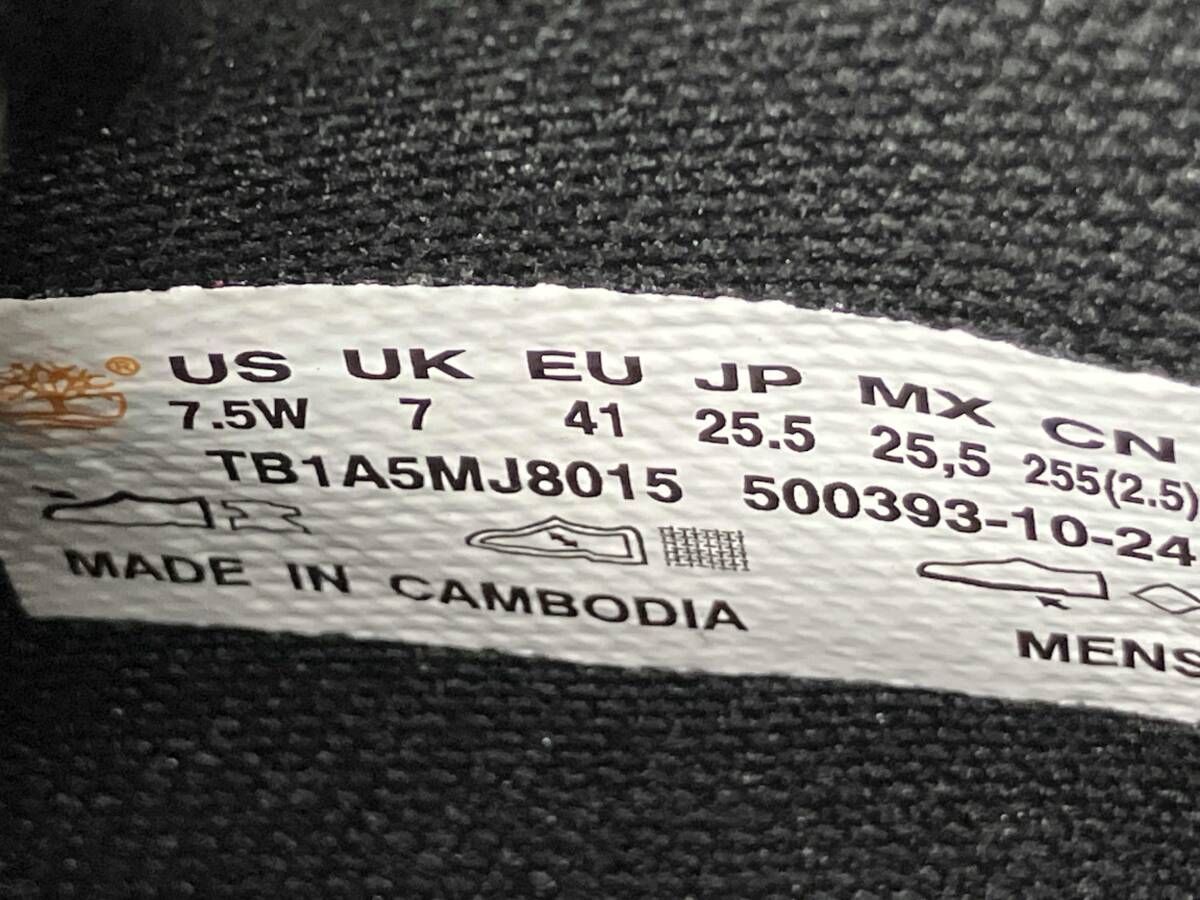 ® US UK EU JP MX CN
7.5W 7 41 25.5 25,5 255(2.5)
TB1A5MJ8015 500393-10-24
MADE IN CAMBODIA MENS